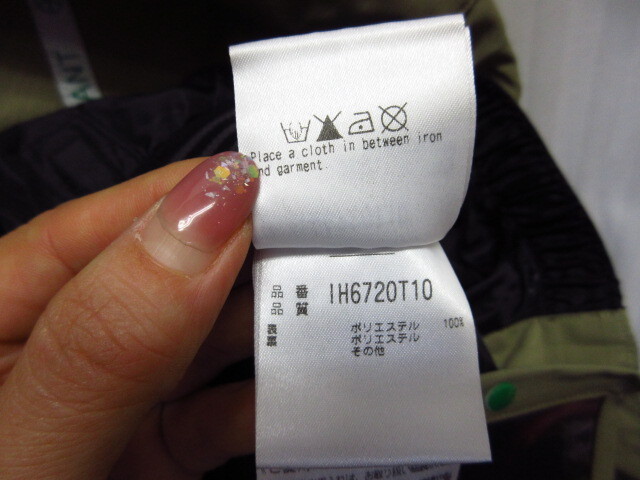 ANT
Place a cloth in between iron
and garment.
品番 IH6720T10
品質
表 ポリエステル 100%
裏 ポリエステル
その他